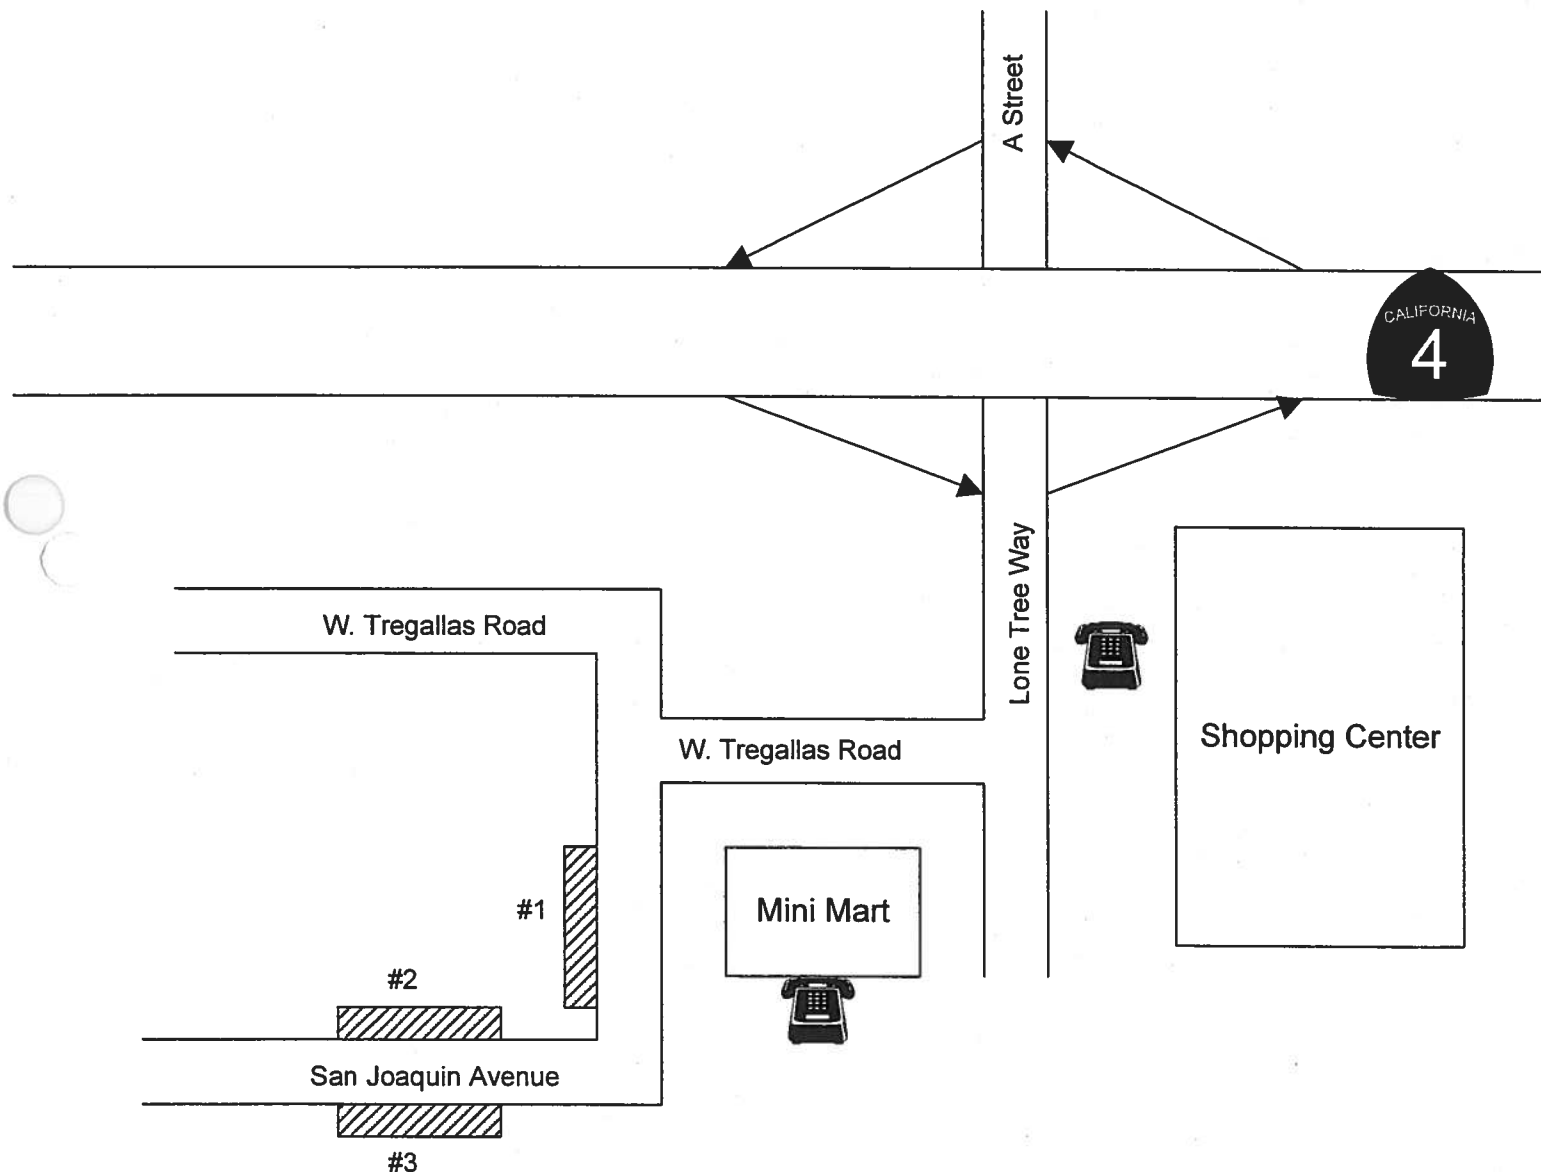 A Street
CALIFORNIA
4
Lone Tree Way
W. Tregallas Road
W. Tregallas Road
Shopping Center
Mini Mart
#1
#2
San Joaquin Avenue
#3